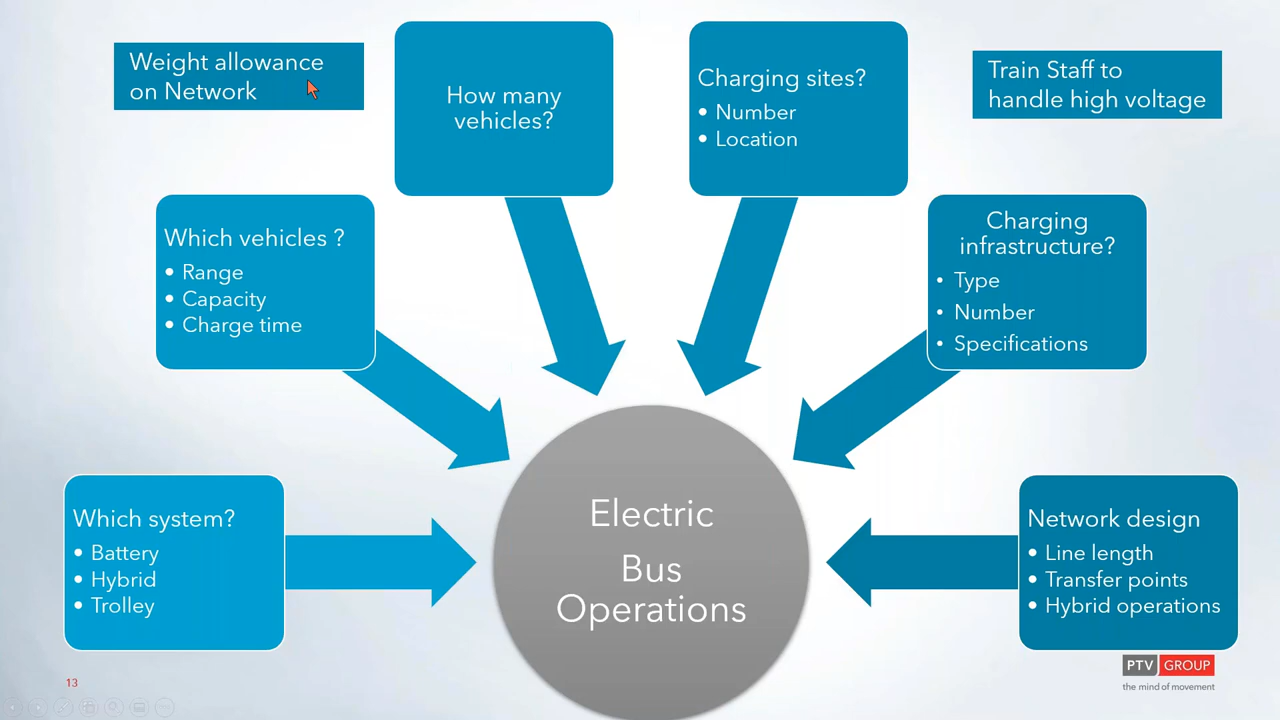 Weight allowance
on Network
How many
vehicles?
Charging sites?
• Number
• Location
Train Staff to
handle high voltage
Which vehicles ?
• Range
• Capacity
• Charge time
Charging
infrastructure?
• Type
• Number
• Specifications
Which system?
• Battery
• Hybrid
• Trolley
Electric
Bus
Operations
Network design
• Line length
• Transfer points
• Hybrid operations
13
PTV GROUP
the mind of movement